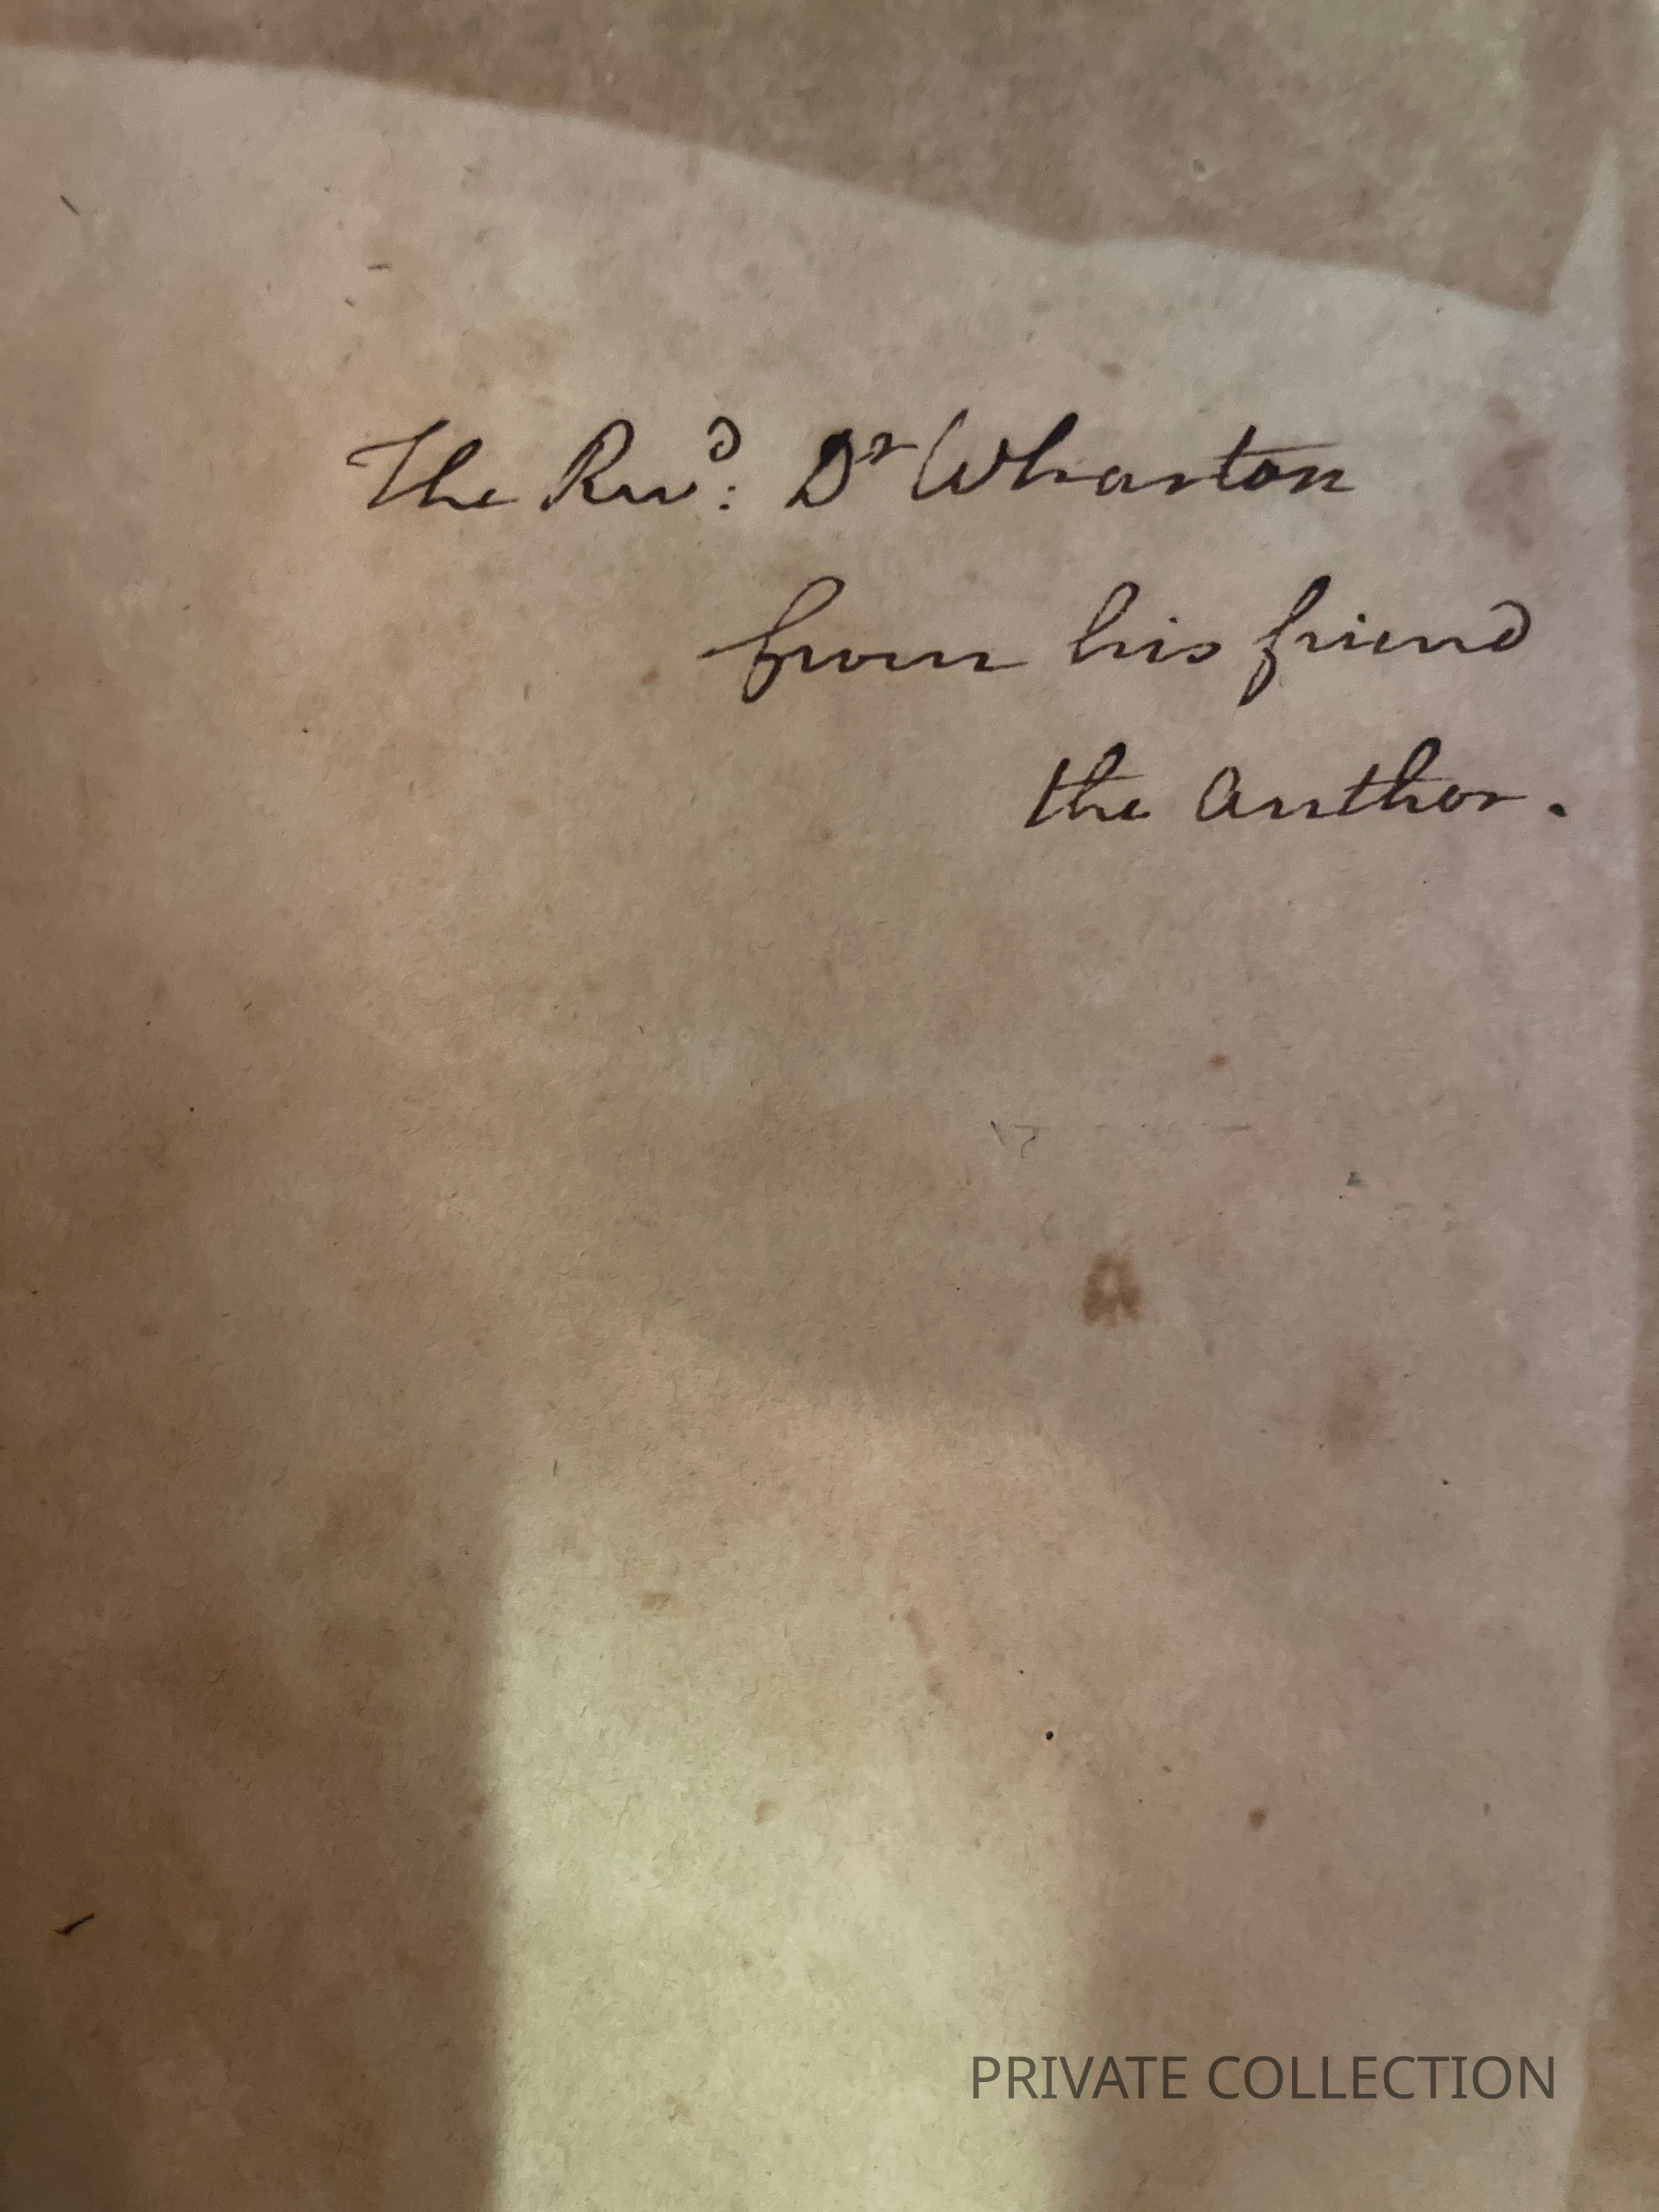 The Revᵈ: Dʳ Wharton
from his friend
the Author.
PRIVATE COLLECTION